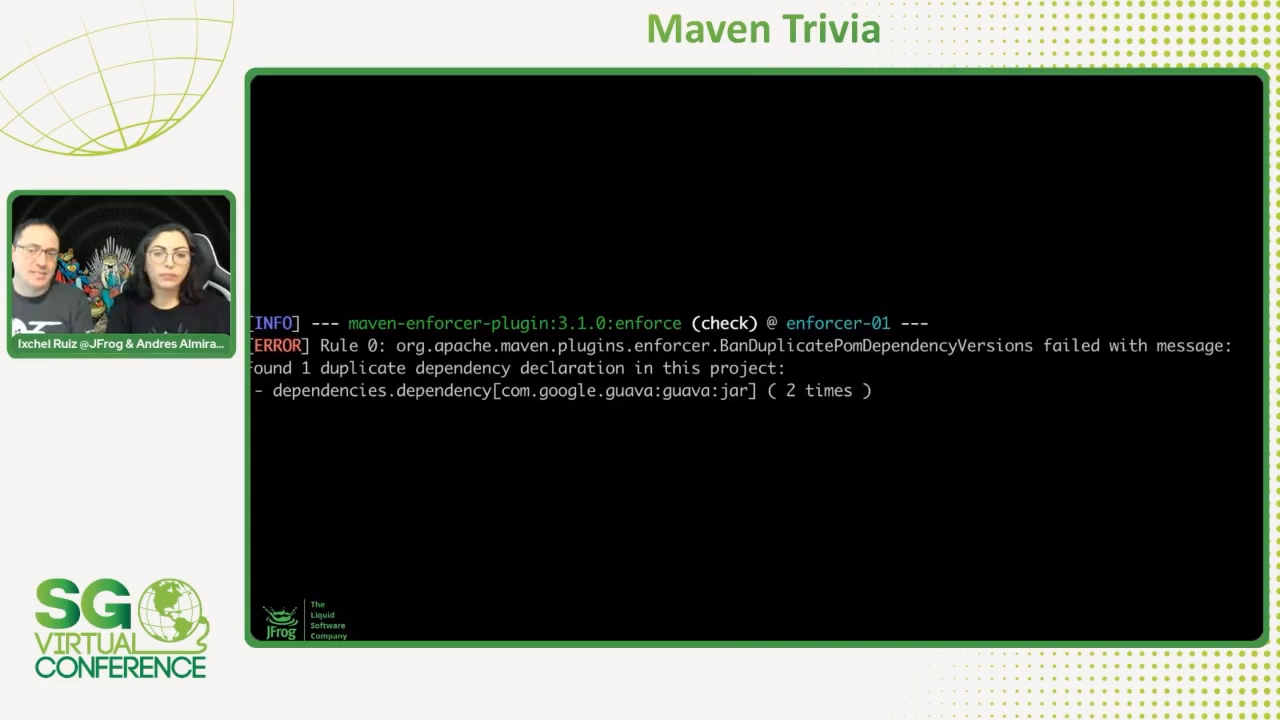 Maven Trivia
[INFO] --- maven-enforcer-plugin:3.1.0:enforce (check) @ enforcer-01 ---
[ERROR] Rule 0: org.apache.maven.plugins.enforcer.BanDuplicatePomDependencyVersions failed with message:
Found 1 duplicate dependency declaration in this project:
- dependencies.dependency[com.google.guava:guava:jar] ( 2 times )
Ixchel Ruiz @JFrog & Andres Almira...
SG
VIRTUAL
CONFERENCE
JFrog
The
Liquid
Software
Company